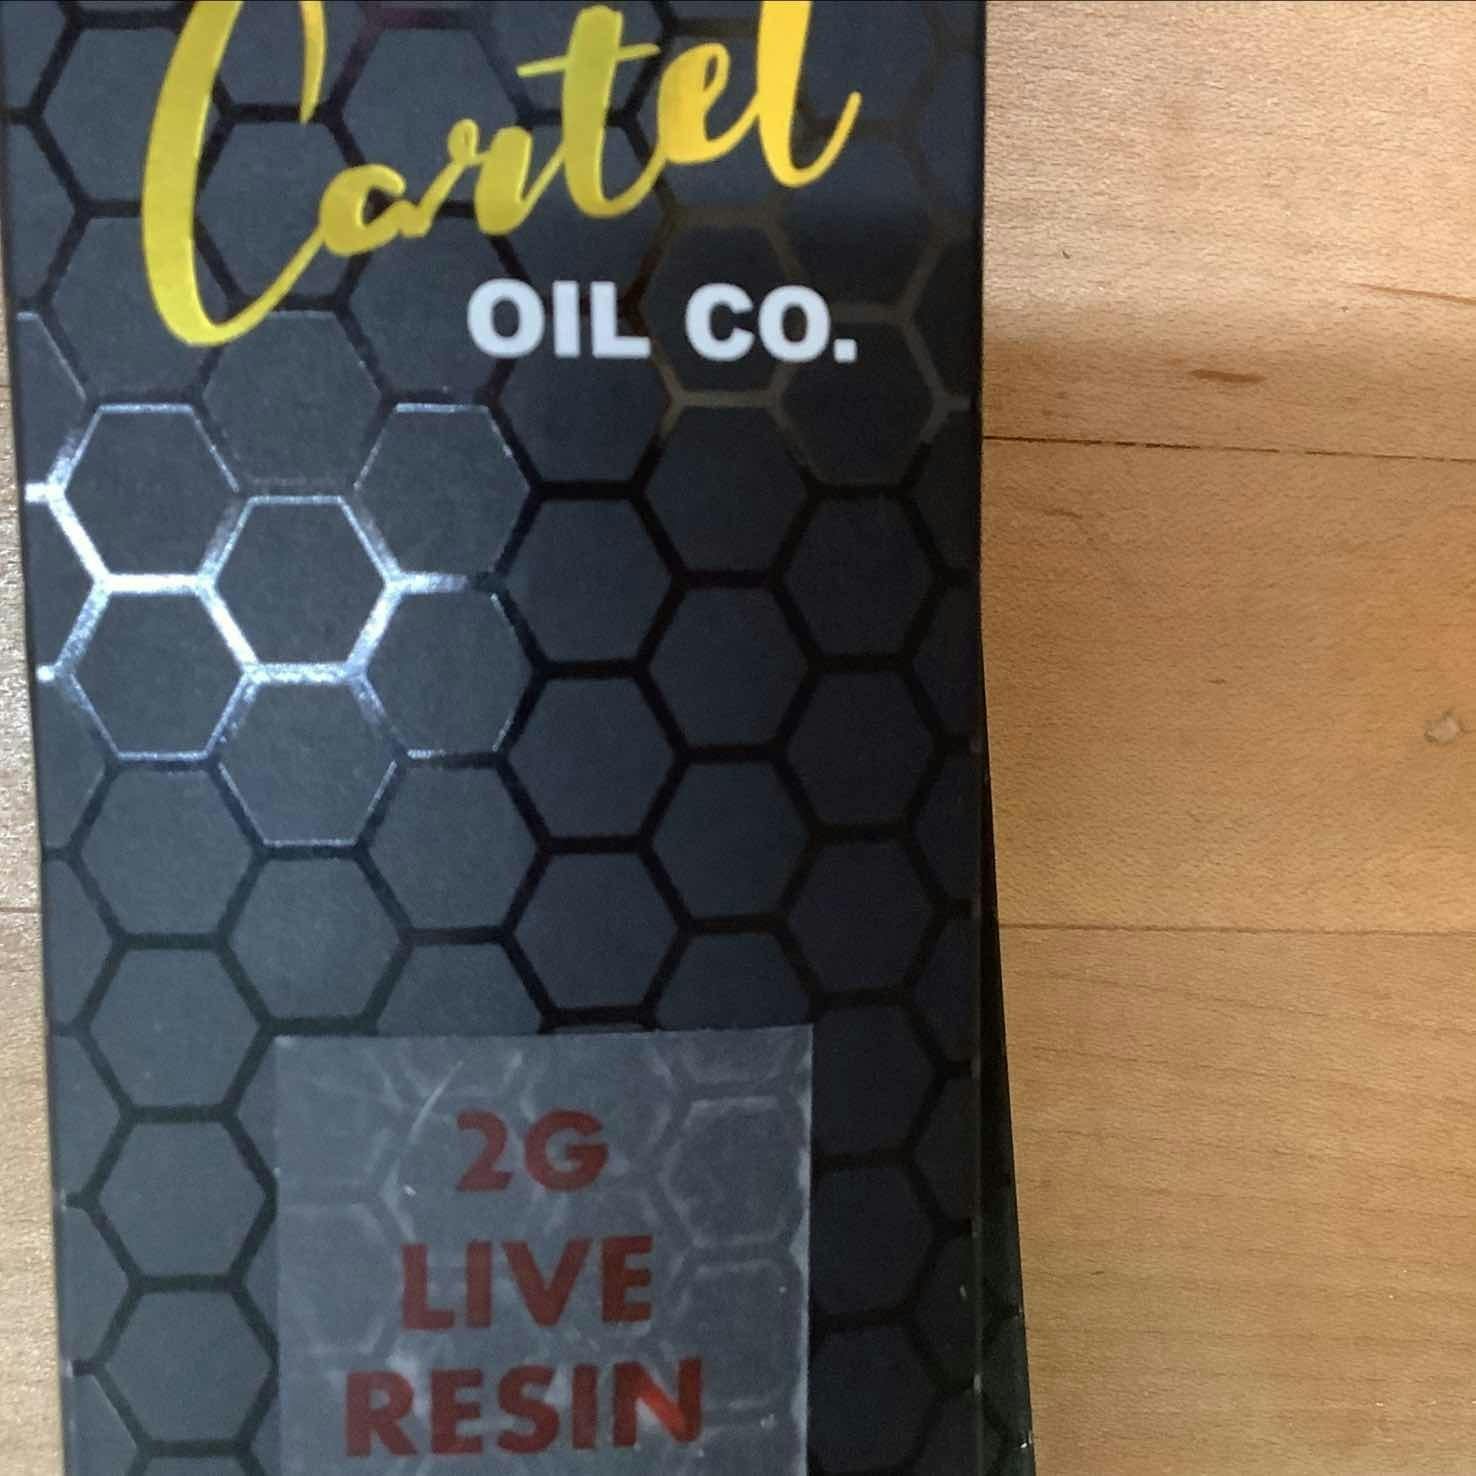 Cartel
OIL CO.
2G
LIVE
RESIN